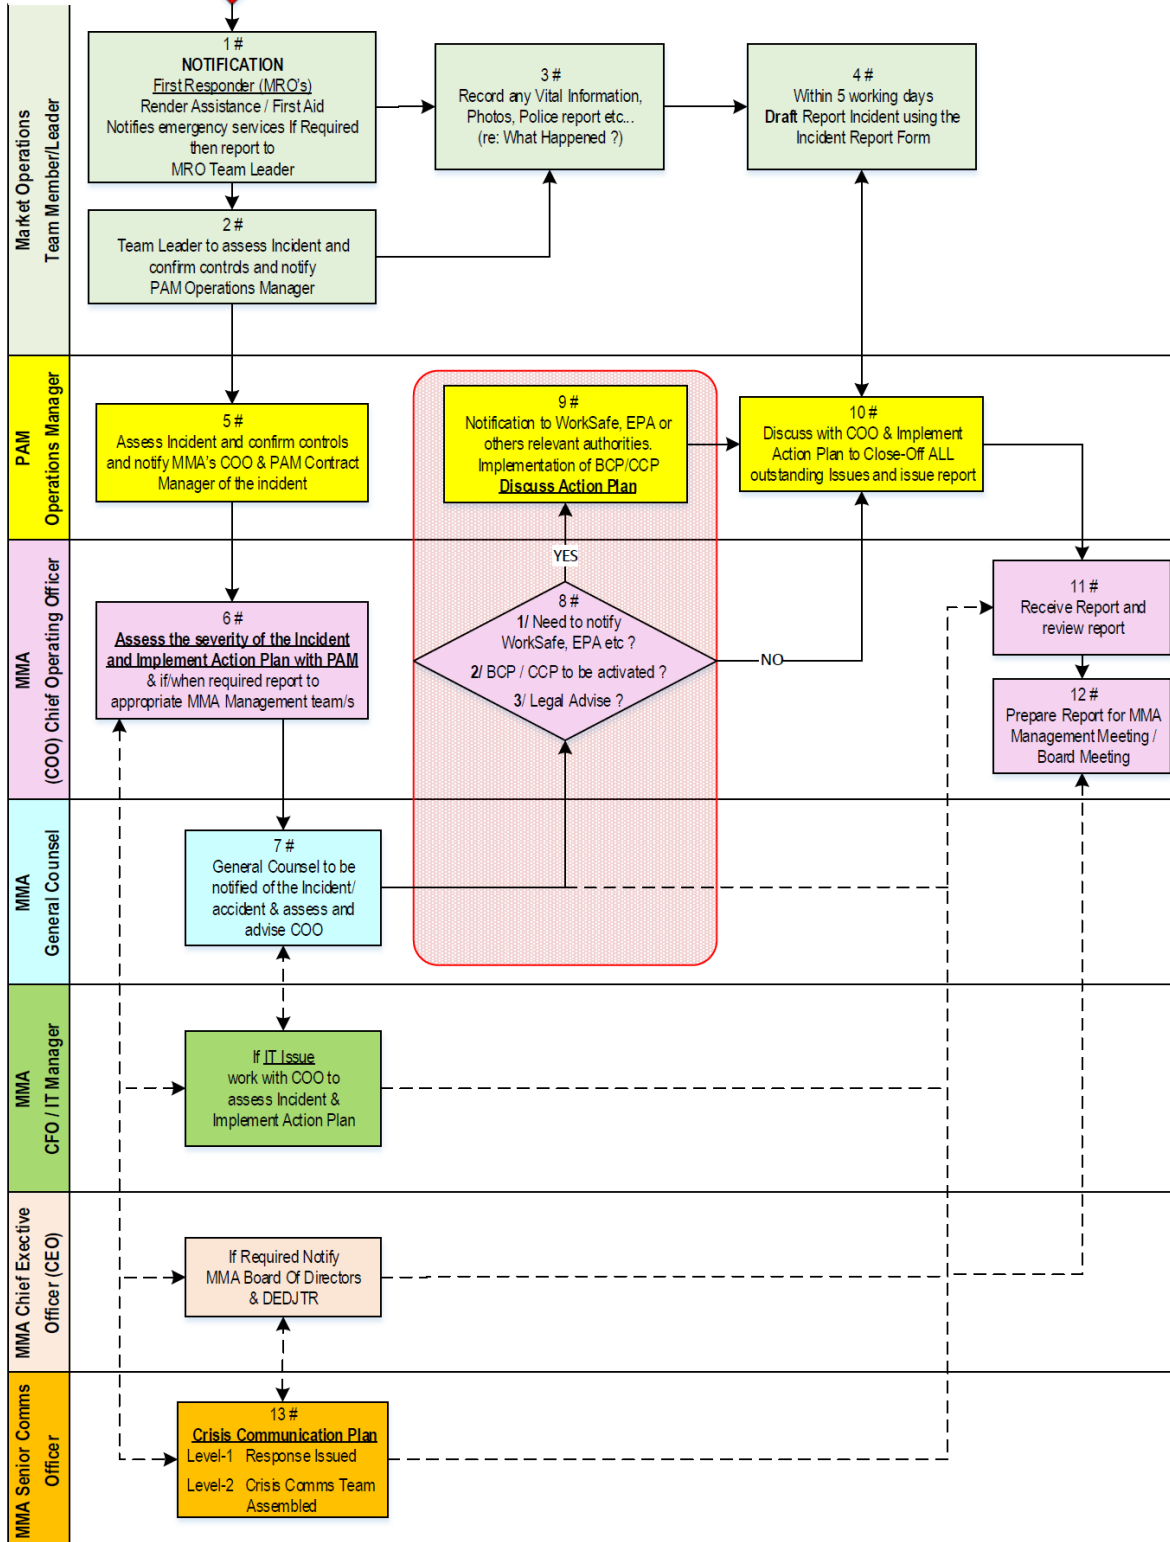 Market Operations
Team Member/Leader
1 #
NOTIFICATION
First Responder (MRO's)
Render Assistance / First Aid
Notifies emergency services If Required
then report to
MRO Team Leader
2 #
Team Leader to assess Incident and
confirm controls and notify
PAM Operations Manager
3 #
Record any Vital Information,
Photos, Police report etc...
(re: What Happened ?)
4 #
Within 5 working days
Draft Report Incident using the
Incident Report Form
PAM
Operations Manager
5 #
Assess Incident and confirm controls
and notify MMA's COO & PAM Contract
Manager of the incident
9 #
Notification to WorkSafe, EPA or
others relevant authorities.
Implementation of BCP/CCP
Discuss Action Plan
10 #
Discuss with COO & Implement
Action Plan to Close-Off ALL
outstanding Issues and issue report
MMA
(COO) Chief Operating Officer
6 #
Assess the severity of the Incident
and Implement Action Plan with PAM
& if/when required report to
appropriate MMA Management team/s
YES
8 #
1/ Need to notify
WorkSafe, EPA etc ?
2/ BCP / CCP to be activated ?
3/ Legal Advise ?
NO
11 #
Receive Report and
review report
12 #
Prepare Report for MMA
Management Meeting /
Board Meeting
MMA
General Counsel
7 #
General Counsel to be
notified of the Incident/
accident & assess and
advise COO
MMA
CFO / IT Manager
If IT Issue
work with COO to
assess Incident &
Implement Action Plan
MMA Chief Exective
Officer (CEO)
If Required Notify
MMA Board Of Directors
& DEDJTR
MMA Senior Comms
Officer
13 #
Crisis Communication Plan
Level-1 Response Issued
Level-2 Crisis Comms Team
Assembled